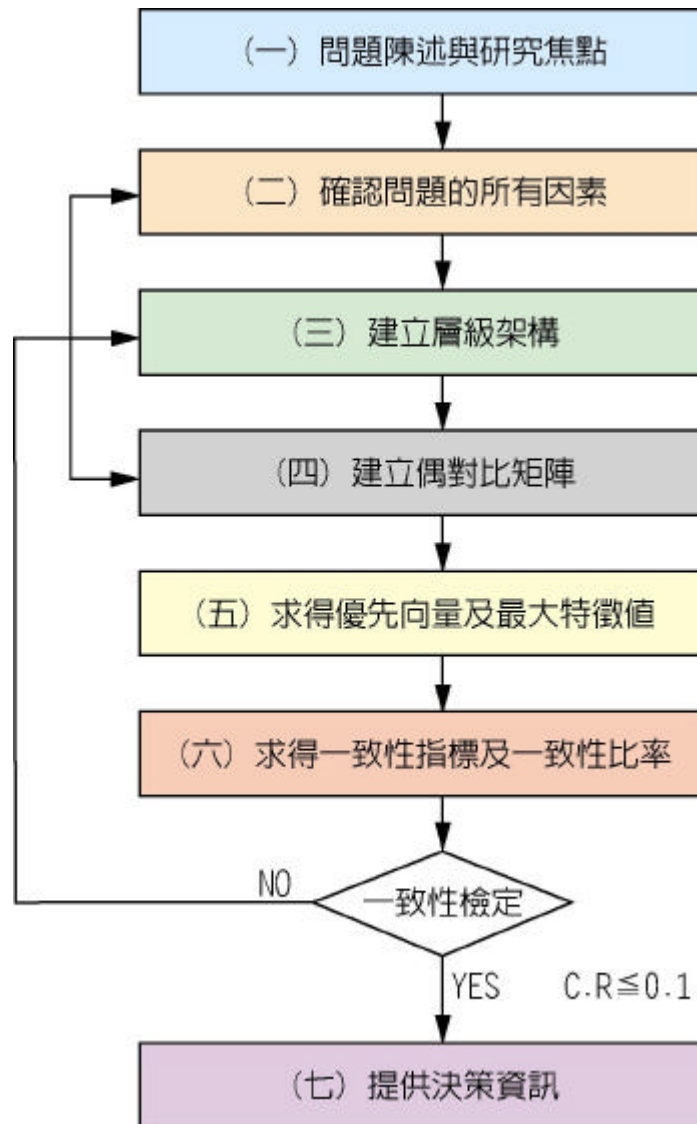 (一) 問題陳述與研究焦點
(二) 確認問題的所有因素
(三) 建立層級架構
(四) 建立偶對比矩陣
(五) 求得優先向量及最大特徵值
(六) 求得一致性指標及一致性比率
NO
一致性檢定
YES C.R≦0.1
(七) 提供決策資訊